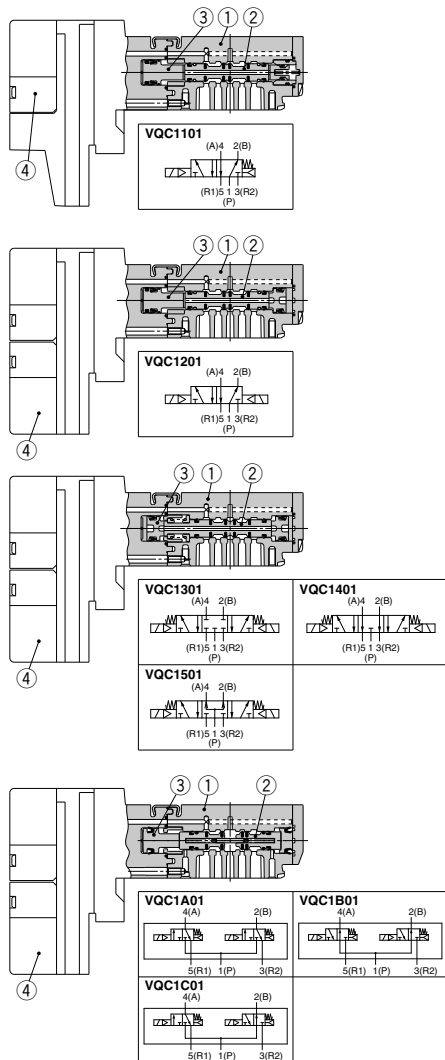 ③ ① ②
④
VQC1101
(A)4 2(B)
(R1)5 1 3(R2)
(P)
③ ① ②
④
VQC1201
(A)4 2(B)
(R1)5 1 3(R2)
(P)
③ ① ②
④
VQC1301
(A)4 2(B)
(R1)5 1 3(R2)
(P)
VQC1401
(A)4 2(B)
(R1)5 1 3(R2)
(P)
VQC1501
(A)4 2(B)
(R1)5 1 3(R2)
(P)
③ ① ②
④
VQC1A01
4(A) 2(B)
5(R1) 1(P) 3(R2)
VQC1B01
4(A) 2(B)
5(R1) 1(P) 3(R2)
VQC1C01
4(A) 2(B)
5(R1) 1(P) 3(R2)